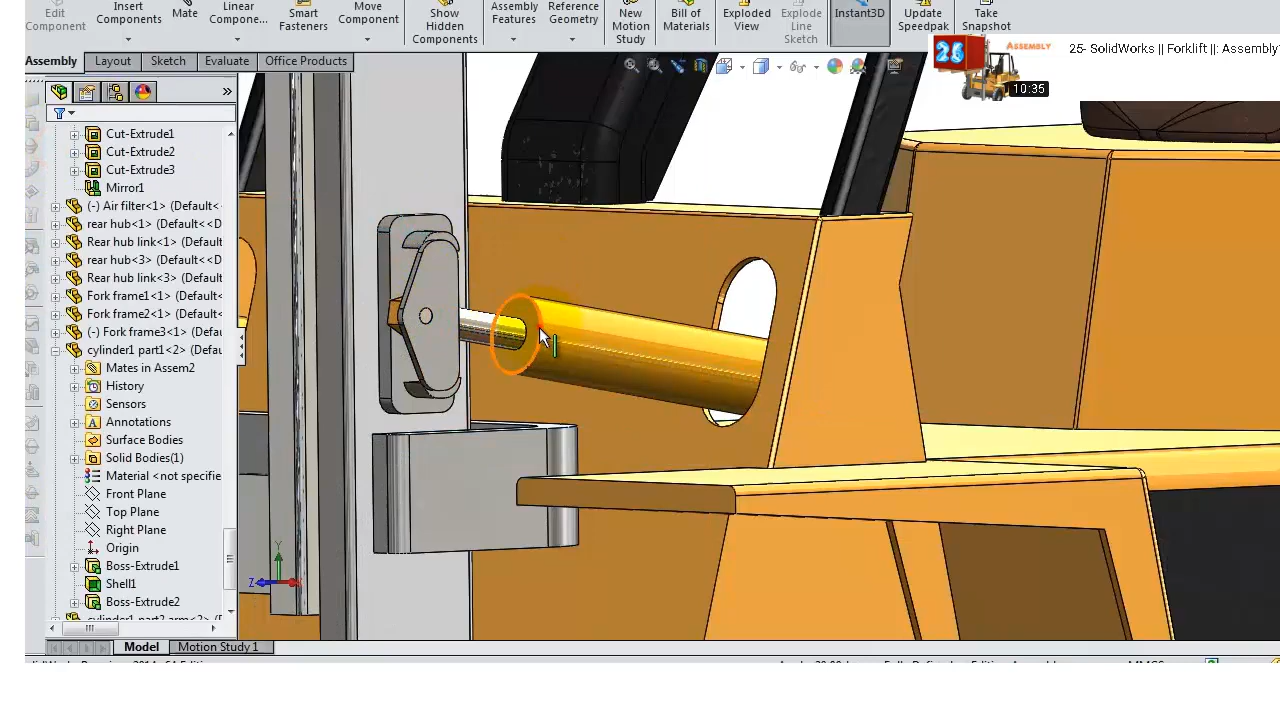 Edit Component
Insert Compone...
Mate
Linear Compone...
Smart Fasteners
Move Component
Show Hidden Components
Assembly Features
Reference Geometry
New Motion Study
Bill of Materials
Exploded View
Explode Line Sketch
Instant3D
Update Speedpak
Take Snapshot
25
ASSEMBLY
25- SolidWorks || Forklift ||: Assembly
10:35
Assembly
Layout
Sketch
Evaluate
Office Products
Cut-Extrude1
Cut-Extrude2
Cut-Extrude3
Mirror1
(-) Air filter<1> (Default<
rear hub<1> (Default<<D
Rear hub link<1> (Default
rear hub<3> (Default<<D
Rear hub link<3> (Default
Fork frame1<1> (Default<
Fork frame2<1> (Default<
(-) Fork frame3<1> (Defau
cylinder1 part1<2> (Defau
Mates in Assem2
History
Sensors
Annotations
Surface Bodies
Solid Bodies(1)
Material <not specifie
Front Plane
Top Plane
Right Plane
Origin
Boss-Extrude1
Shell1
Boss-Extrude2
Y
Z
Model
Motion Study 1